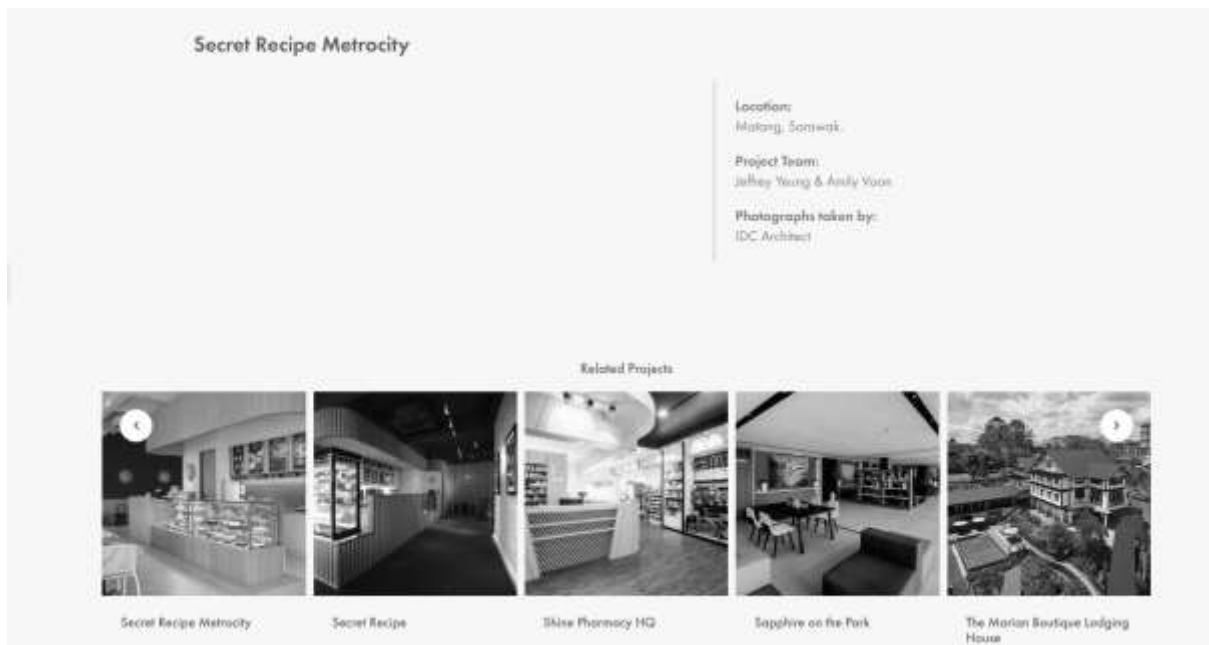 Secret Recipe Metrocity
Location:
Matang, Sarawak.
Project Team:
Jeffrey Yeung & Amily Voon
Photographs taken by:
IDC Architect
Related Projects
Secret Recipe Metrocity
Secret Recipe
Shine Pharmacy HQ
Sapphire on the Park
The Marian Boutique Lodging
House